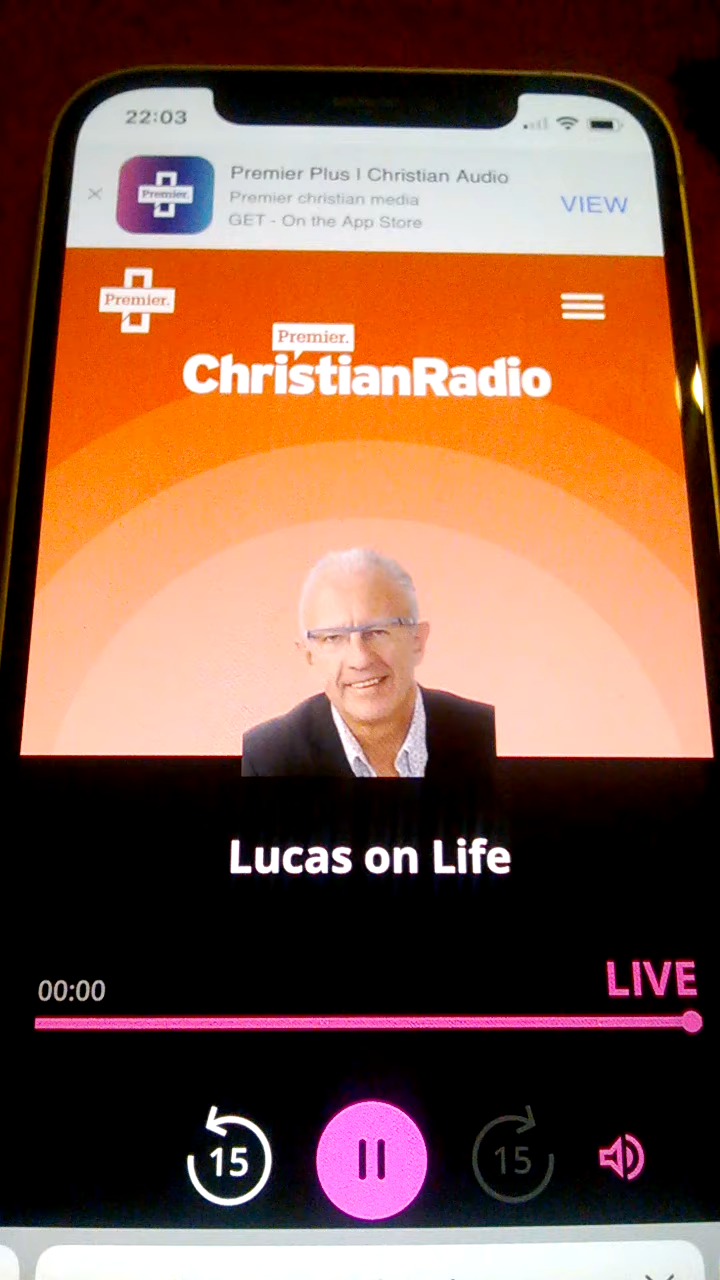 22:03
Premier.
Premier Plus | Christian Audio
Premier christian media
GET - On the App Store
VIEW
Premier.
Premier.
ChristianRadio
Lucas on Life
00:00
LIVE
15
15